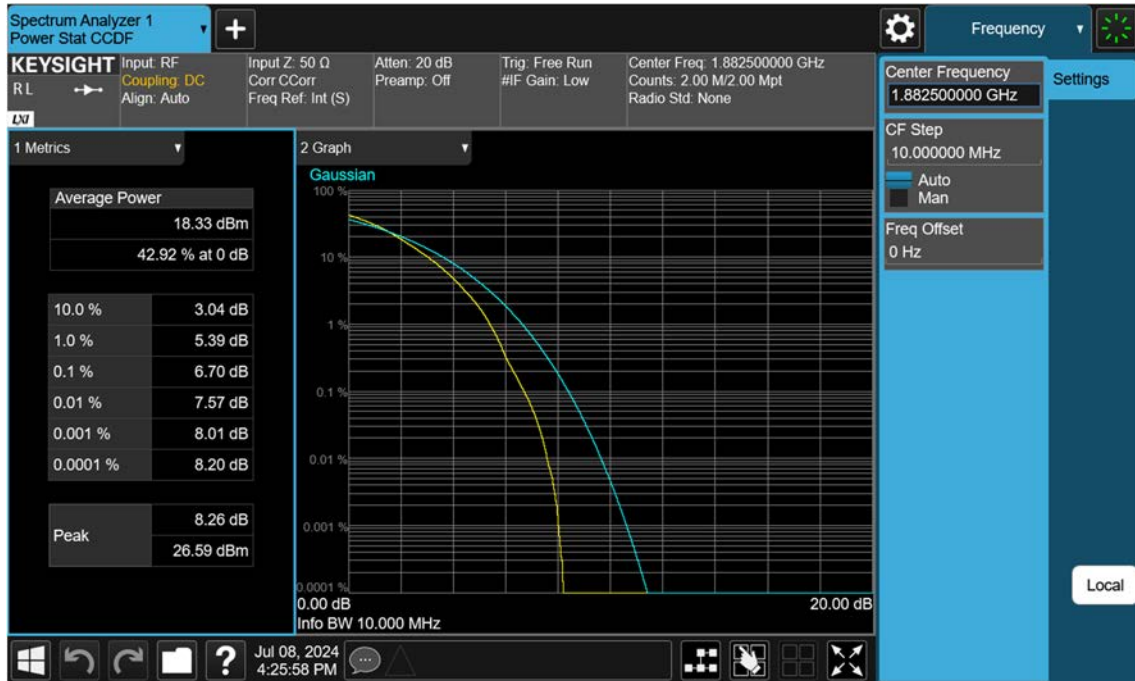 Spectrum Analyzer 1
Power Stat CCDF
Frequency
KEYSIGHT
R L
LXI
Input: RF
Coupling: DC
Align: Auto
Input Z: 50 Ω
Corr CCorr
Freq Ref: Int (S)
Atten: 20 dB
Preamp: Off
Trig: Free Run
#IF Gain: Low
Center Freq: 1.882500000 GHz
Counts: 2.00 M/2.00 Mpt
Radio Std: None
Center Frequency
1.882500000 GHz
Settings
CF Step
10.000000 MHz
Auto
Man
Freq Offset
0 Hz
Local
1 Metrics
Average Power
18.33 dBm
42.92 % at 0 dB
10.0 % 3.04 dB
1.0 % 5.39 dB
0.1 % 6.70 dB
0.01 % 7.57 dB
0.001 % 8.01 dB
0.0001 % 8.20 dB
Peak
8.26 dB
26.59 dBm
2 Graph
Gaussian
100 %
10 %
1 %
0.1 %
0.01 %
0.001 %
0.0001 %
0.00 dB 20.00 dB
Info BW 10.000 MHz
?
Jul 08, 2024
4:25:58 PM